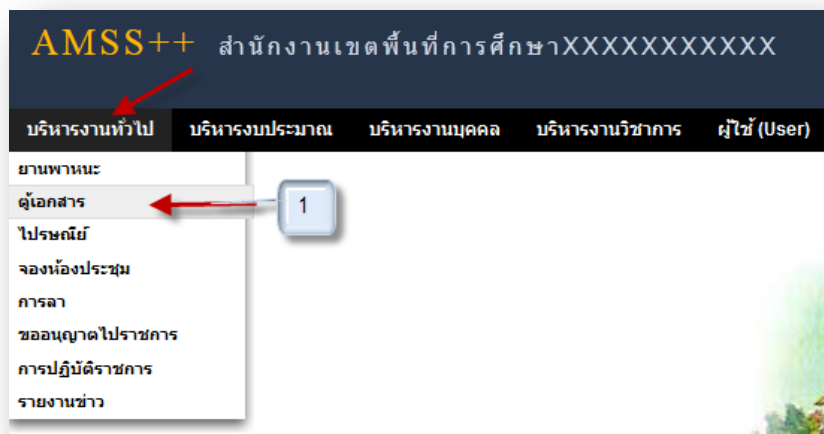 AMSS++ สำนักงานเขตพื้นที่การศึกษาXXXXXXXXXXX
บริหารงานทั่วไป บริหารงบประมาณ บริหารงานบุคคล บริหารงานวิชาการ ผู้ใช้ (User)
ยานพาหนะ
ตู้เอกสาร
1
ไปรษณีย์
จองห้องประชุม
การลา
ขออนุญาตไปราชการ
การปฏิบัติราชการ
รายงานข่าว